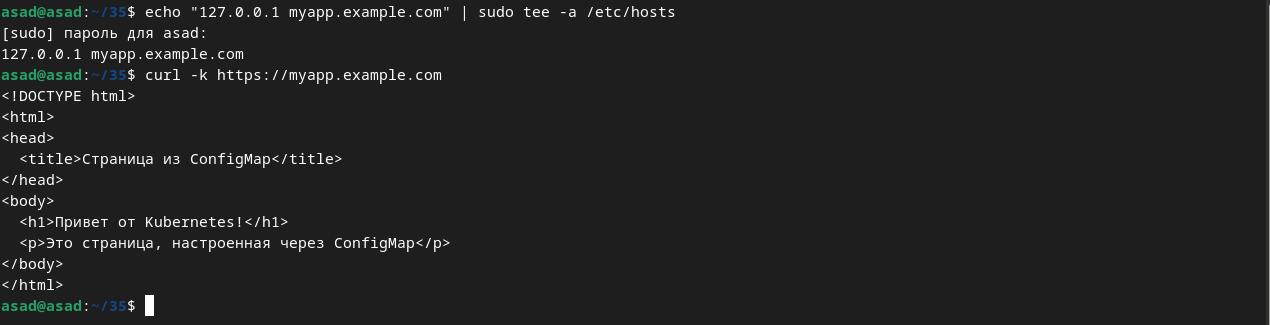 asad@asad:~/35$ echo "127.0.0.1 myapp.example.com" | sudo tee -a /etc/hosts
[sudo] пароль для asad:
127.0.0.1 myapp.example.com
asad@asad:~/35$ curl -k https://myapp.example.com
<!DOCTYPE html>
<html>
<head>
  <title>Страница из ConfigMap</title>
</head>
<body>
  <h1>Привет от Kubernetes!</h1>
  <p>Это страница, настроенная через ConfigMap</p>
</body>
</html>
asad@asad:~/35$